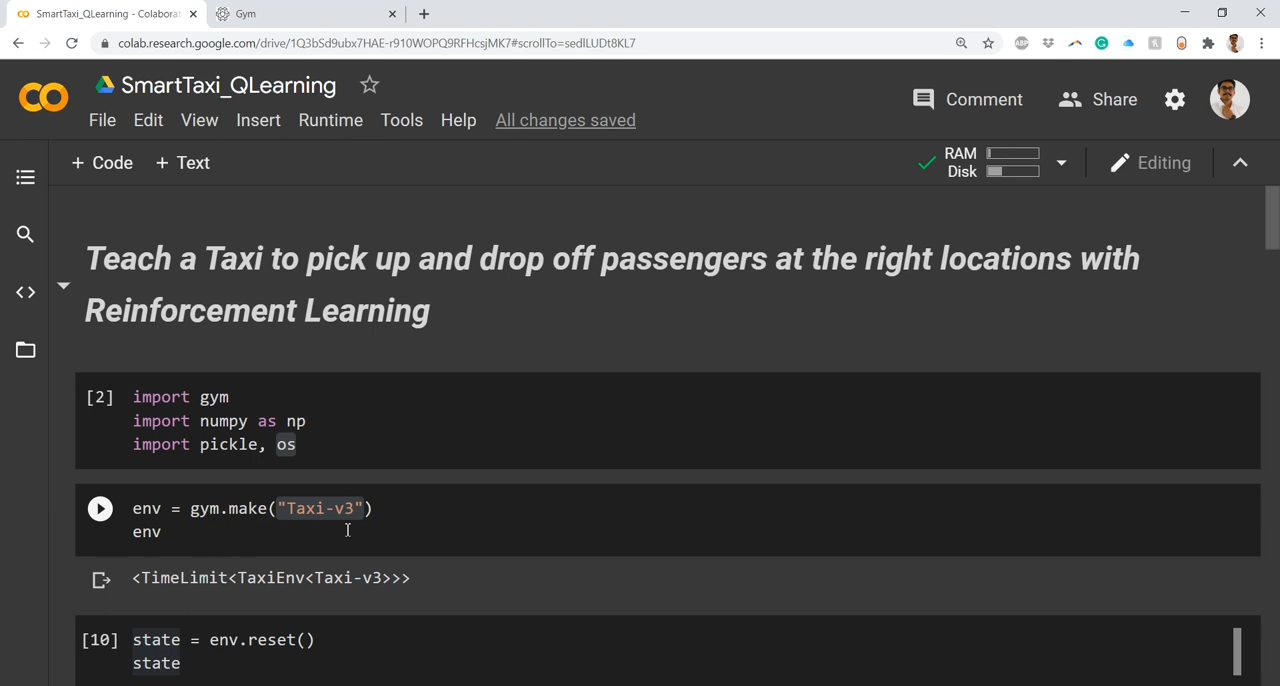 SmartTaxi_QLearning - Colaborat
Gym
colab.research.google.com/drive/1Q3bSd9ubx7HAE-r910WOPQ9RFHcsjMK7#scrollTo=sedlLUDt8KL7
SmartTaxi_QLearning
Comment
Share
File Edit View Insert Runtime Tools Help All changes saved
+ Code + Text
RAM
Disk
Editing
Teach a Taxi to pick up and drop off passengers at the right locations with
Reinforcement Learning
[2] import gym
import numpy as np
import pickle, os
env = gym.make("Taxi-v3")
env
<TimeLimit<TaxiEnv<Taxi-v3>>>
[10] state = env.reset()
state